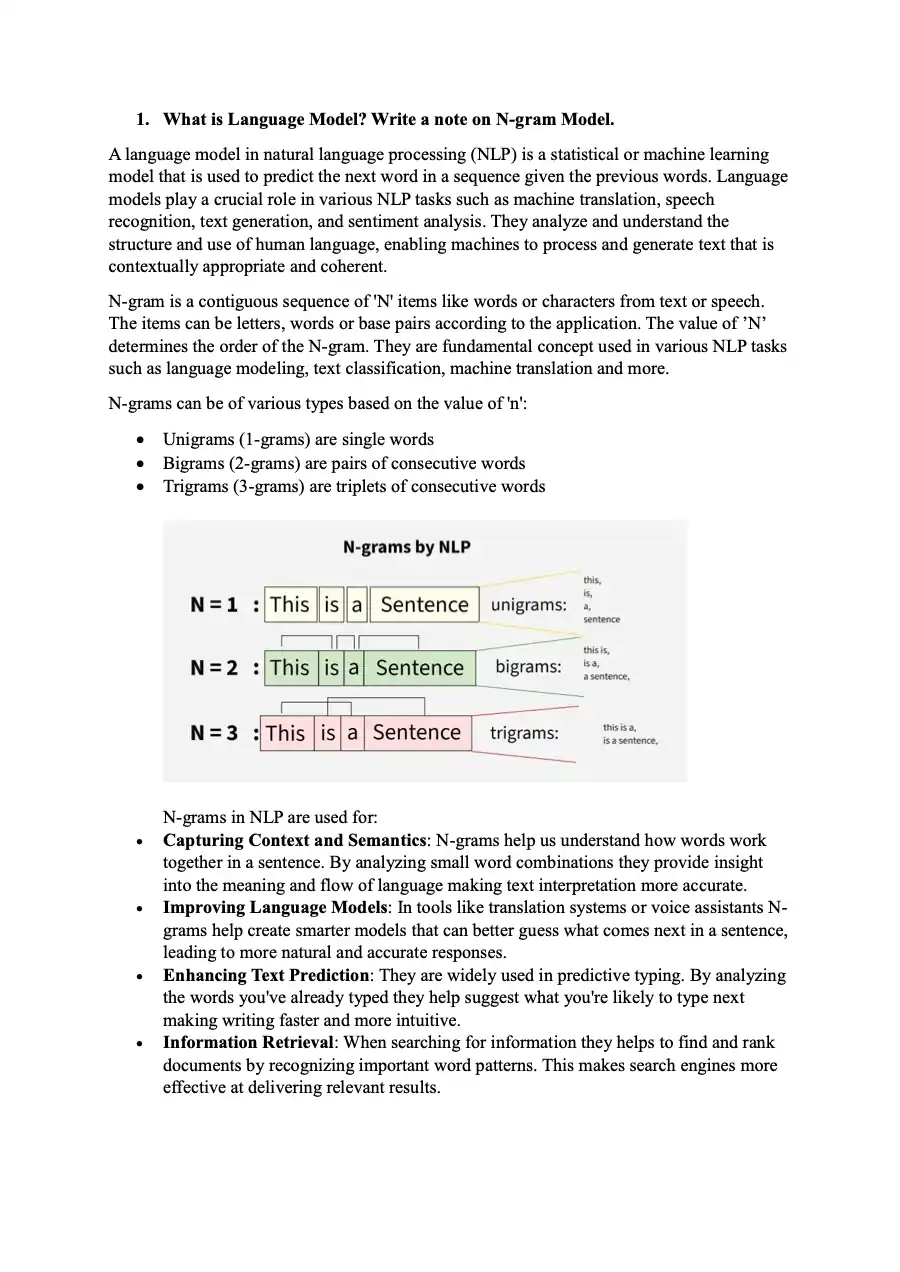 1. What is Language Model? Write a note on N-gram Model.
A language model in natural language processing (NLP) is a statistical or machine learning
model that is used to predict the next word in a sequence given the previous words. Language
models play a crucial role in various NLP tasks such as machine translation, speech
recognition, text generation, and sentiment analysis. They analyze and understand the
structure and use of human language, enabling machines to process and generate text that is
contextually appropriate and coherent.
N-gram is a contiguous sequence of 'N' items like words or characters from text or speech.
The items can be letters, words or base pairs according to the application. The value of ’N’
determines the order of the N-gram. They are fundamental concept used in various NLP tasks
such as language modeling, text classification, machine translation and more.
N-grams can be of various types based on the value of 'n':
• Unigrams (1-grams) are single words
• Bigrams (2-grams) are pairs of consecutive words
• Trigrams (3-grams) are triplets of consecutive words
N-grams by NLP
N = 1 : This is a Sentence unigrams:
this,
is,
a,
sentence
N = 2 : This is a Sentence bigrams:
this is,
is a,
a sentence,
N = 3 : This is a Sentence trigrams:
this is a,
is a sentence,
N-grams in NLP are used for:
• Capturing Context and Semantics: N-grams help us understand how words work
together in a sentence. By analyzing small word combinations they provide insight
into the meaning and flow of language making text interpretation more accurate.
• Improving Language Models: In tools like translation systems or voice assistants N-
grams help create smarter models that can better guess what comes next in a sentence,
leading to more natural and accurate responses.
• Enhancing Text Prediction: They are widely used in predictive typing. By analyzing
the words you've already typed they help suggest what you're likely to type next
making writing faster and more intuitive.
• Information Retrieval: When searching for information they helps to find and rank
documents by recognizing important word patterns. This makes search engines more
effective at delivering relevant results.